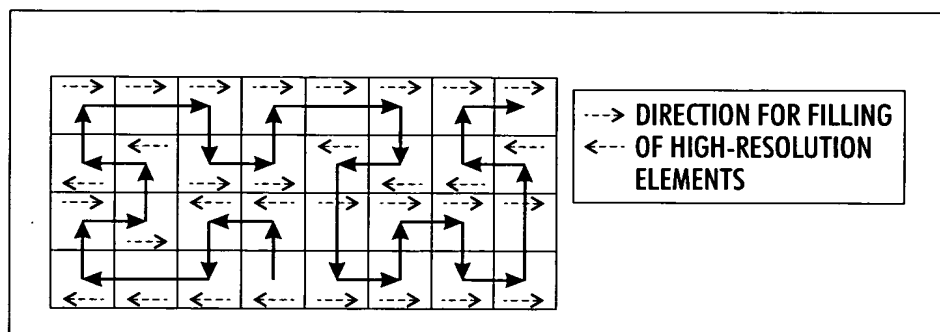 DIRECTION FOR FILLING
OF HIGH-RESOLUTION
ELEMENTS